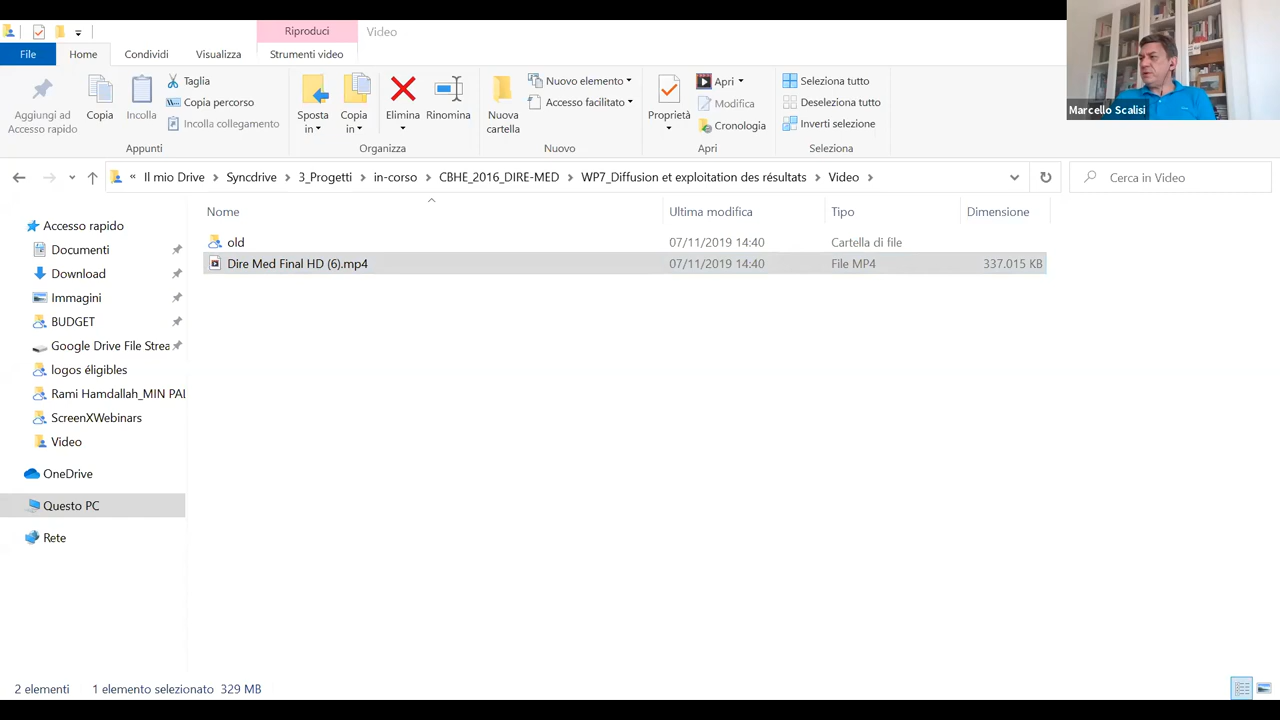 Riproduci Video
File Home Condividi Visualizza Strumenti video
Marcello Scalisi
Aggiungi ad Accesso rapido
Copia
Incolla
Taglia
Copia percorso
Incolla collegamento
Appunti
Sposta in
Copia in
Elimina
Rinomina
Organizza
Nuova cartella
Nuovo elemento
Accesso facilitato
Nuovo
Proprietà
Apri
Modifica
Cronologia
Apri
Seleziona tutto
Deseleziona tutto
Inverti selezione
Seleziona
« Il mio Drive > Syncdrive > 3_Progetti > in-corso > CBHE_2016_DIRE-MED > WP7_Diffusion et exploitation des résultats > Video >
Cerca in Video
Nome Ultima modifica Tipo Dimensione
old 07/11/2019 14:40 Cartella di file
Dire Med Final HD (6).mp4 07/11/2019 14:40 File MP4 337.015 KB
Accesso rapido
Documenti
Download
Immagini
BUDGET
Google Drive File Strea
logos éligibles
Rami Hamdallah_MIN PAL
ScreenXWebinars
Video
OneDrive
Questo PC
Rete
2 elementi 1 elemento selezionato 329 MB